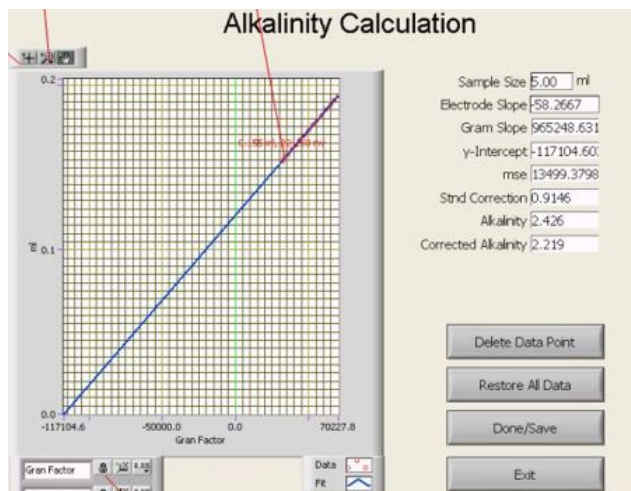 Alkalinity Calculation
Sample Size 5.00 ml
Electrode Slope -58.2667
Gram Slope 965248.631
y-Intercept -117104.60
mse 13499.3798
Stnd Correction 0.9146
Alkalinity 2.426
Corrected Alkalinity 2.219
0.2
ml
0.1
0.0
-117104.6 -50000.0 0.0 70227.8
Gran Factor
Delete Data Point
Restore All Data
Done/Save
Exit
Gran Factor
Data
Fit